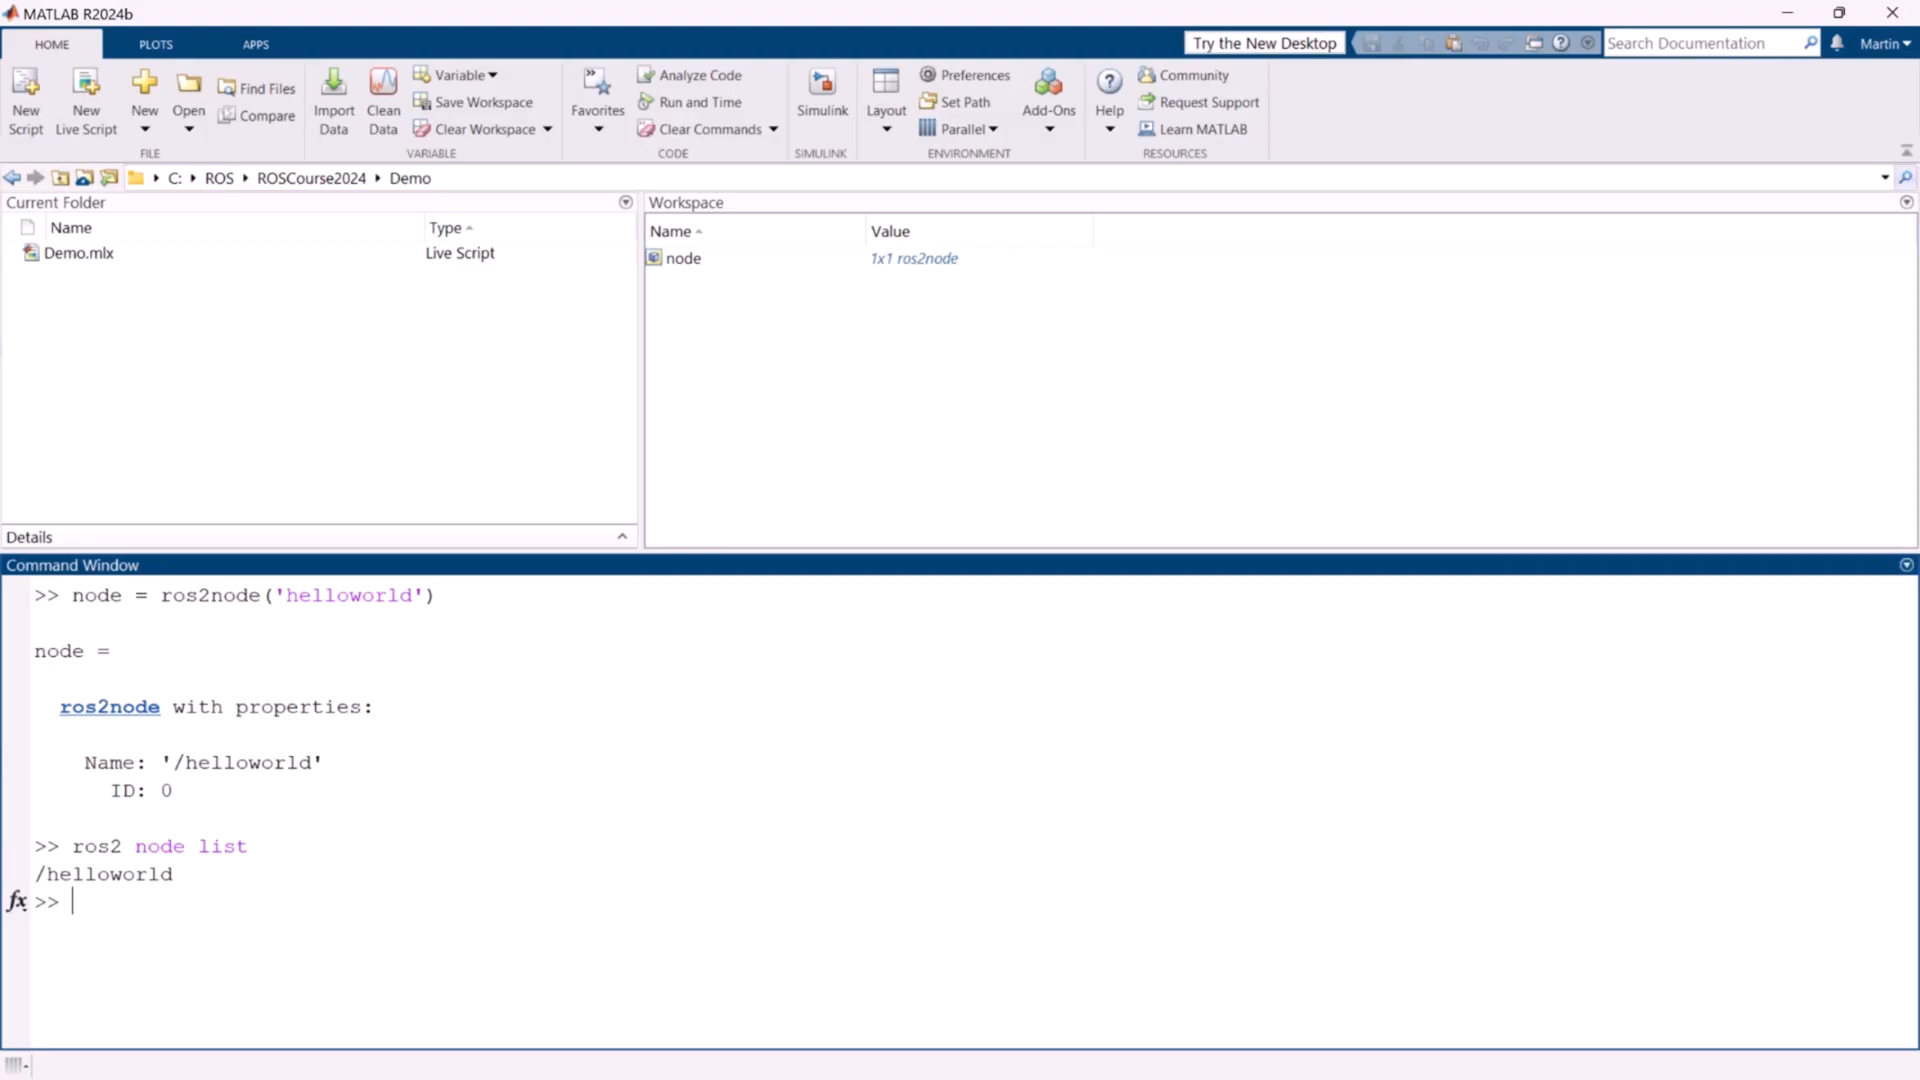 MATLAB R2024b
HOME PLOTS APPS Try the New Desktop Search Documentation Martin
New Script New Live Script New Open Find Files Compare
FILE
Import Data Clean Data Variable Save Workspace Clear Workspace
VARIABLE
Favorites Analyze Code Run and Time Clear Commands
CODE
Simulink
SIMULINK
Layout Preferences Set Path Parallel Add-Ons
ENVIRONMENT
Help Community Request Support Learn MATLAB
RESOURCES
C: ROS ROSCourse2024 Demo
Current Folder
Name Type
Demo.mlx Live Script
Details
Workspace
Name Value
node 1x1 ros2node
Command Window
>> node = ros2node('helloworld')
node =
ros2node with properties:
Name: '/helloworld'
ID: 0
>> ros2 node list
/helloworld
fx >>